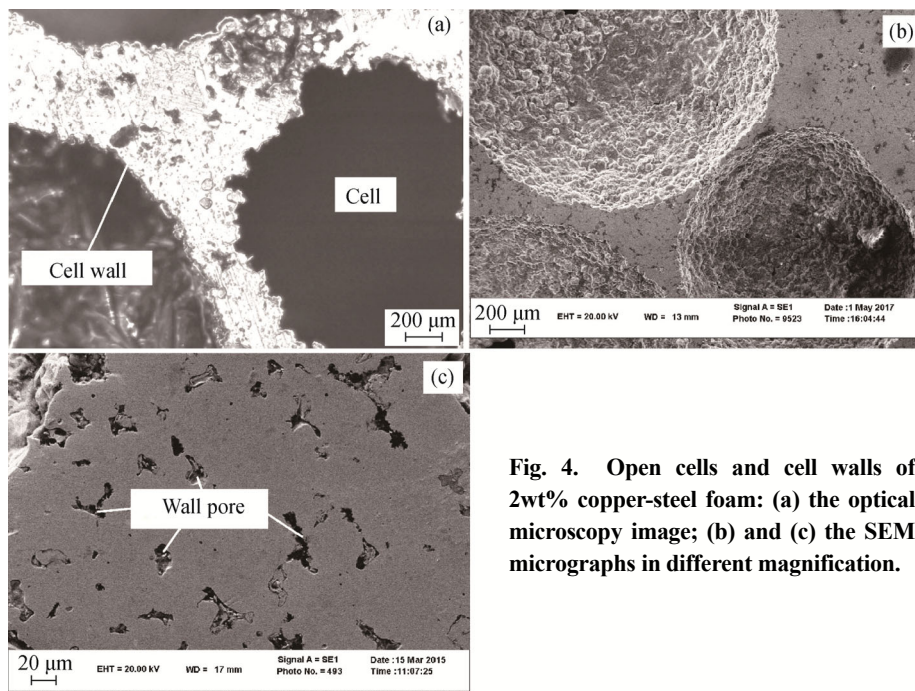 (a)
Cell
Cell wall
200 μm
(b)
200 μm
EHT = 20.00 kV WD = 13 mm Signal A = SE1 Date :1 May 2017
Photo No. = 9523 Time :16:04:44
(c)
Wall pore
20 μm
EHT = 20.00 kV WD = 17 mm Signal A = SE1 Date :15 Mar 2015
Photo No. = 493 Time :11:07:25
Fig. 4. Open cells and cell walls of
2wt% copper-steel foam: (a) the optical
microscopy image; (b) and (c) the SEM
micrographs in different magnification.